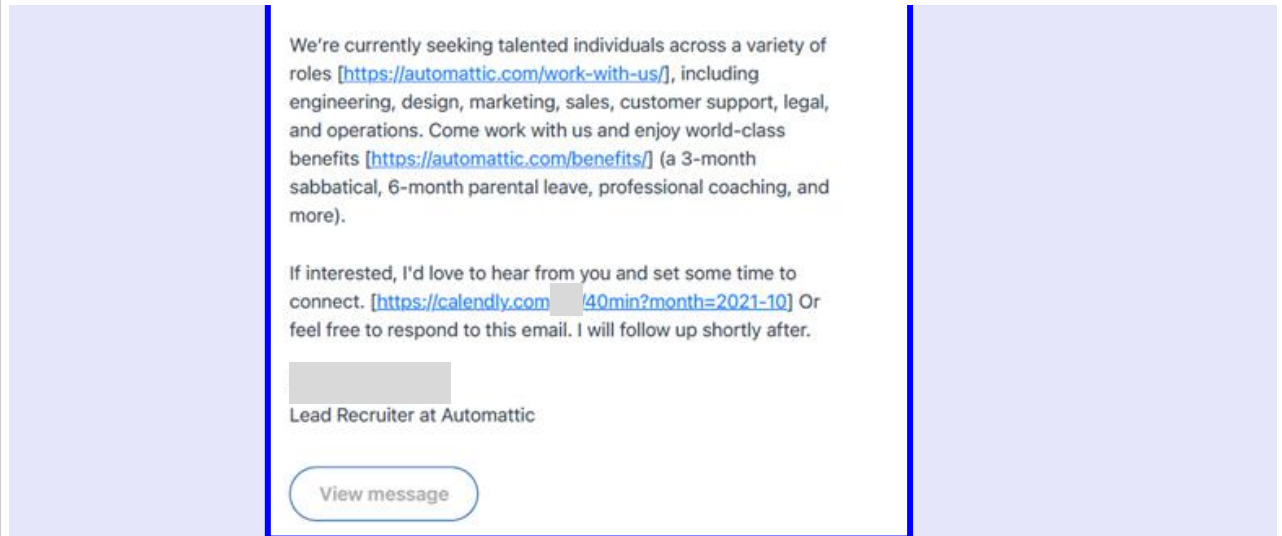 We're currently seeking talented individuals across a variety of
roles [https://automattic.com/work-with-us/], including
engineering, design, marketing, sales, customer support, legal,
and operations. Come work with us and enjoy world-class
benefits [https://automattic.com/benefits/] (a 3-month
sabbatical, 6-month parental leave, professional coaching, and
more).
If interested, I'd love to hear from you and set some time to
connect. [https://calendly.com /40min?month=2021-10] Or
feel free to respond to this email. I will follow up shortly after.
Lead Recruiter at Automattic
View message